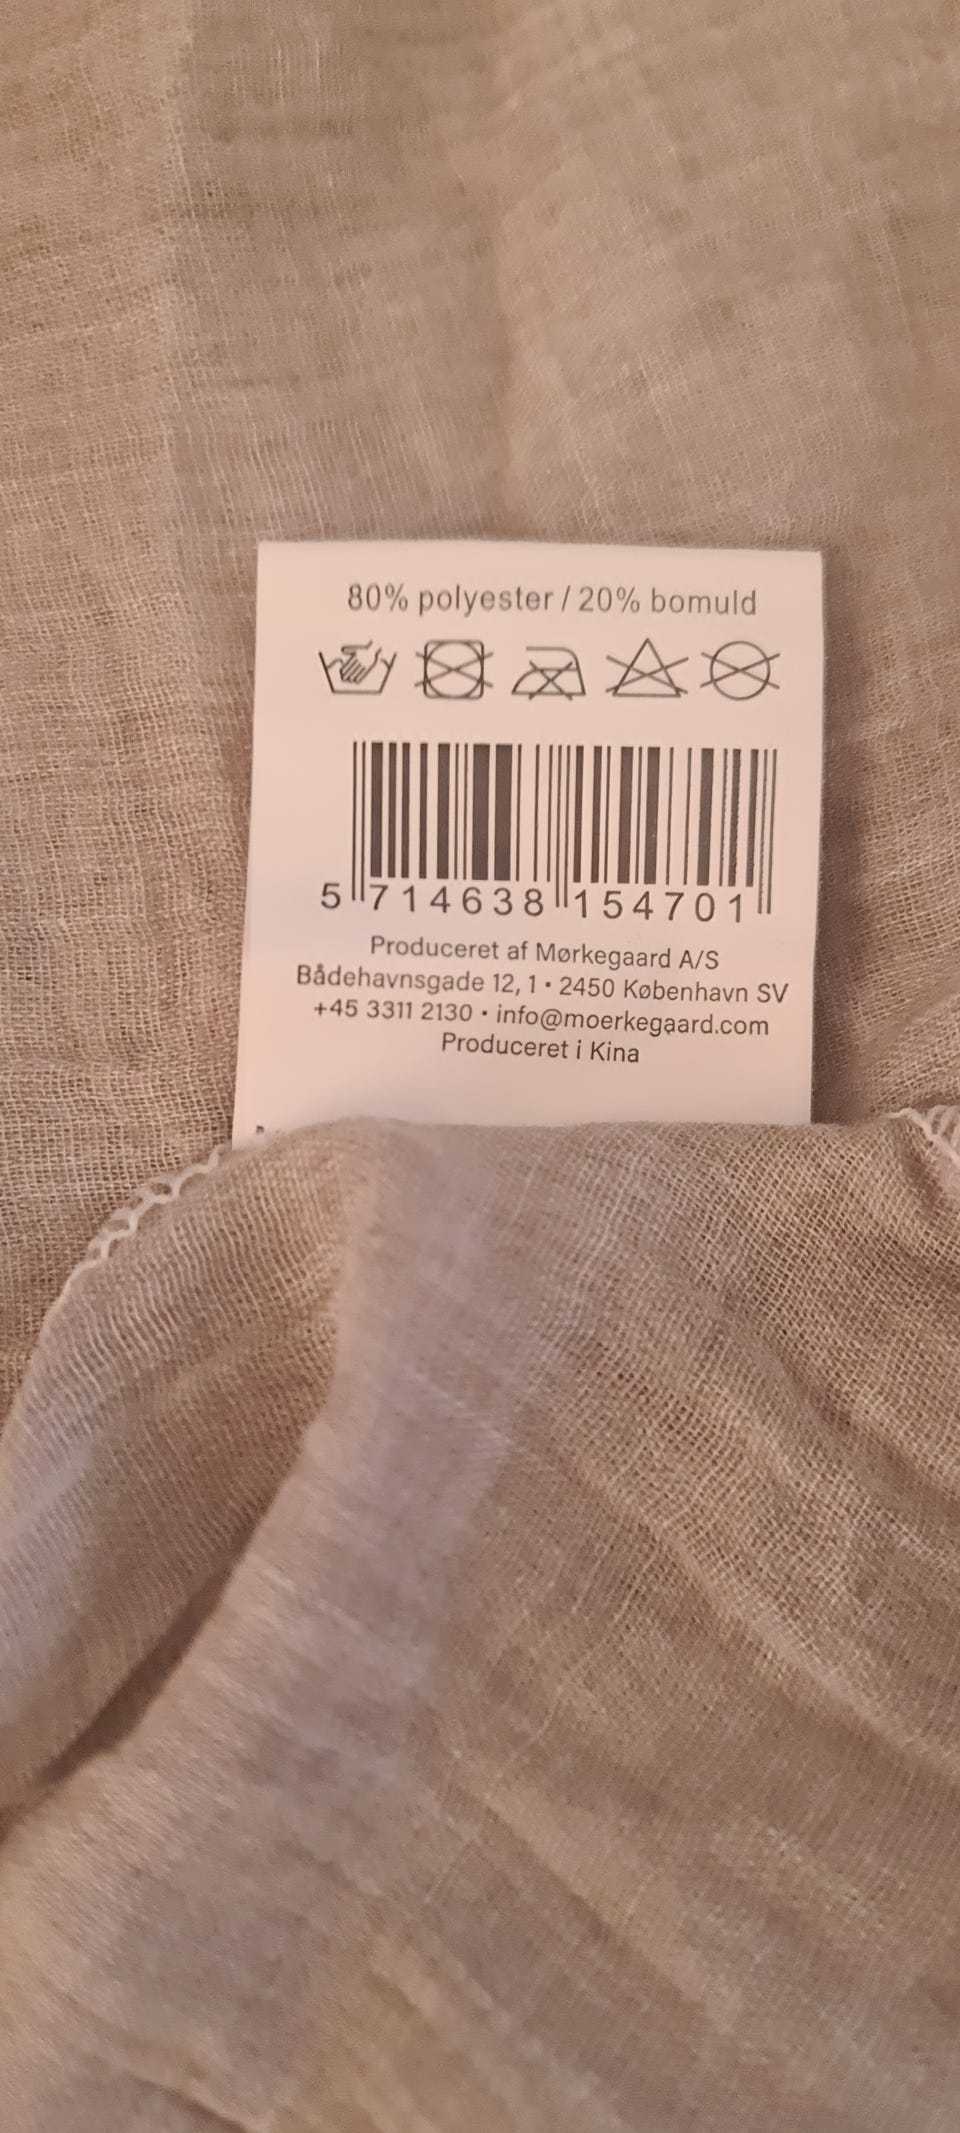 80% polyester / 20% bomuld
5 714638 154701
Produceret af Mørkegaard A/S
Bådehavnsgade 12, 1 • 2450 København SV
+45 3311 2130 • info@moerkegaard.com
Produceret i Kina